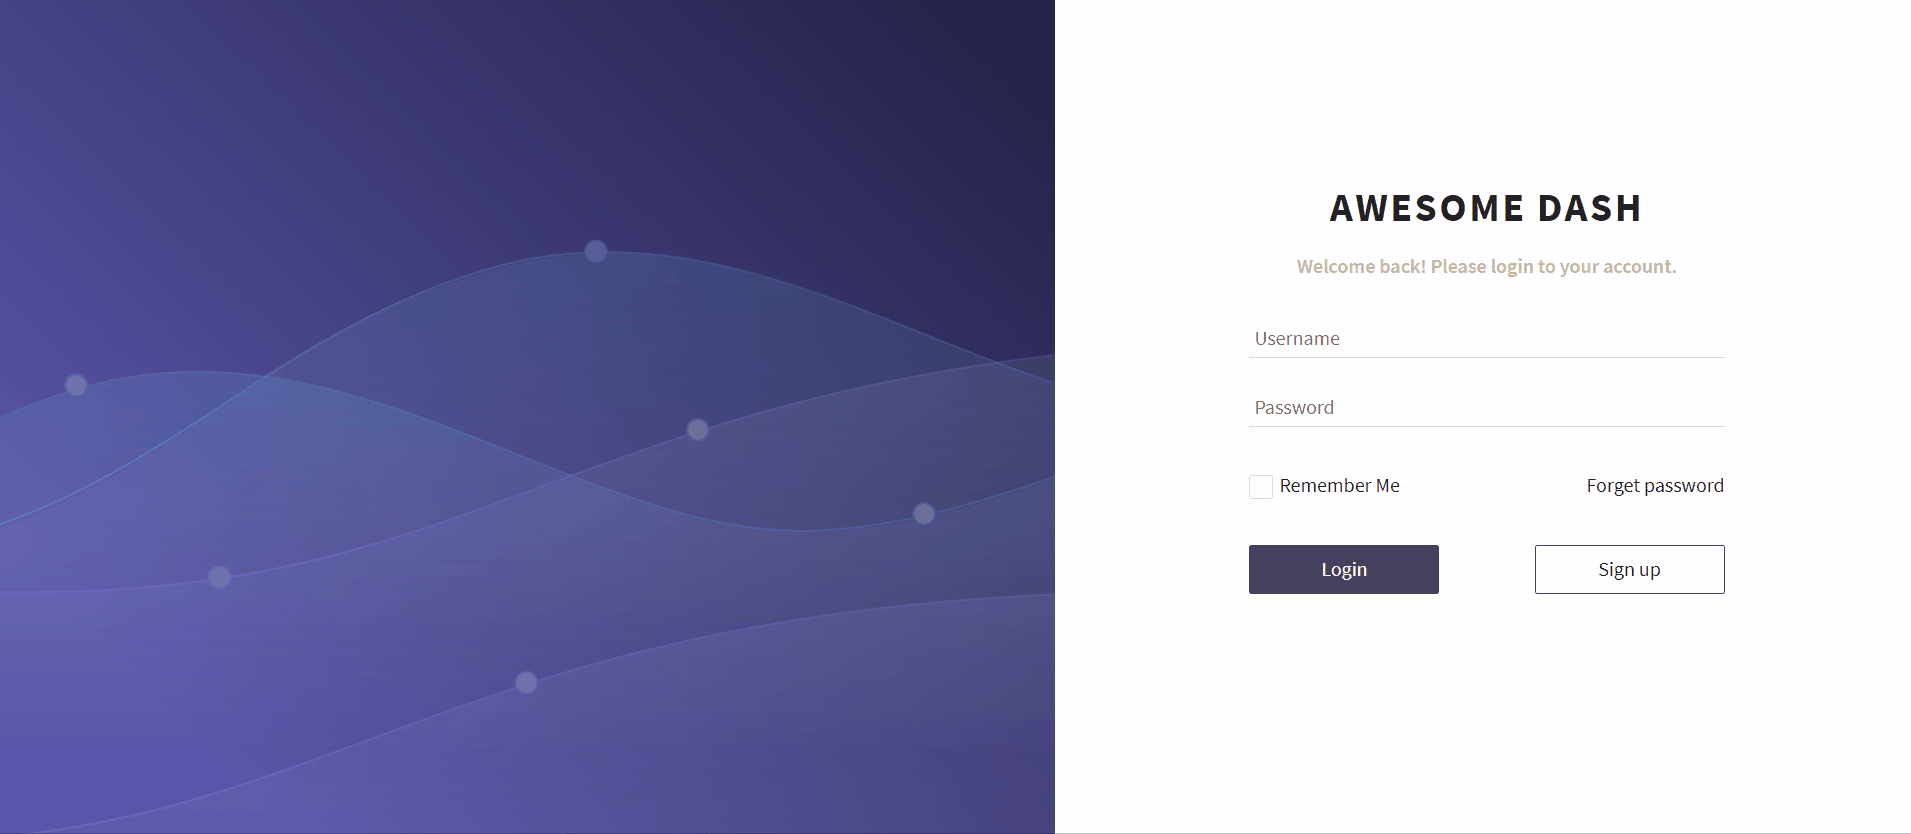 AWESOME DASH
Welcome back! Please login to your account.
Username
Password
Remember Me
Forget password
Login
Sign up